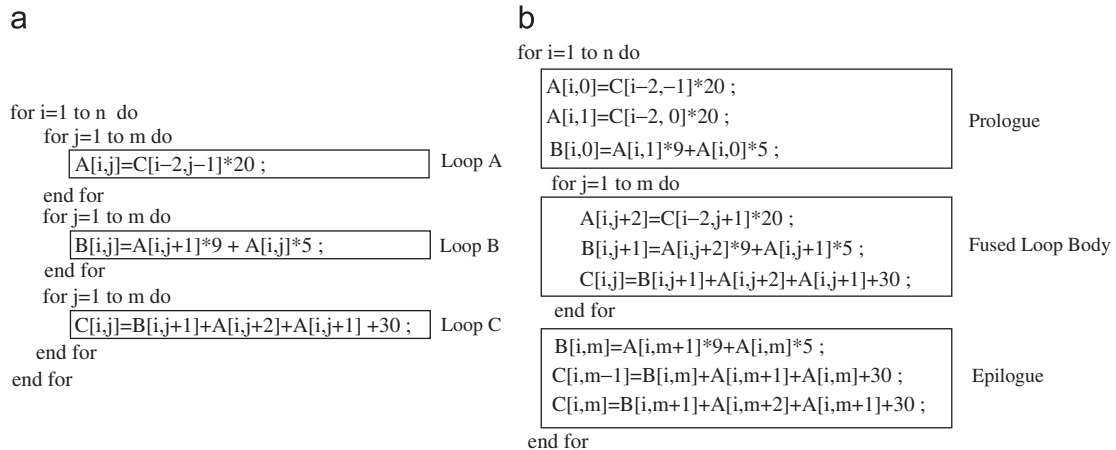 a
for i=1 to n do
for j=1 to m do
A[i,j]=C[i−2,j−1]*20 ;
Loop A
end for
for j=1 to m do
B[i,j]=A[i,j+1]*9 + A[i,j]*5 ;
Loop B
end for
for j=1 to m do
C[i,j]=B[i,j+1]+A[i,j+2]+A[i,j+1] +30 ;
Loop C
end for
end for
b
for i=1 to n do
A[i,0]=C[i−2,−1]*20 ;
A[i,1]=C[i−2, 0]*20 ;
B[i,0]=A[i,1]*9+A[i,0]*5 ;
Prologue
for j=1 to m do
A[i,j+2]=C[i−2,j+1]*20 ;
B[i,j+1]=A[i,j+2]*9+A[i,j+1]*5 ;
C[i,j]=B[i,j+1]+A[i,j+2]+A[i,j+1]+30 ;
Fused Loop Body
end for
B[i,m]=A[i,m+1]*9+A[i,m]*5 ;
C[i,m−1]=B[i,m]+A[i,m+1]+A[i,m]+30 ;
C[i,m]=B[i,m+1]+A[i,m+2]+A[i,m+1]+30 ;
Epilogue
end for